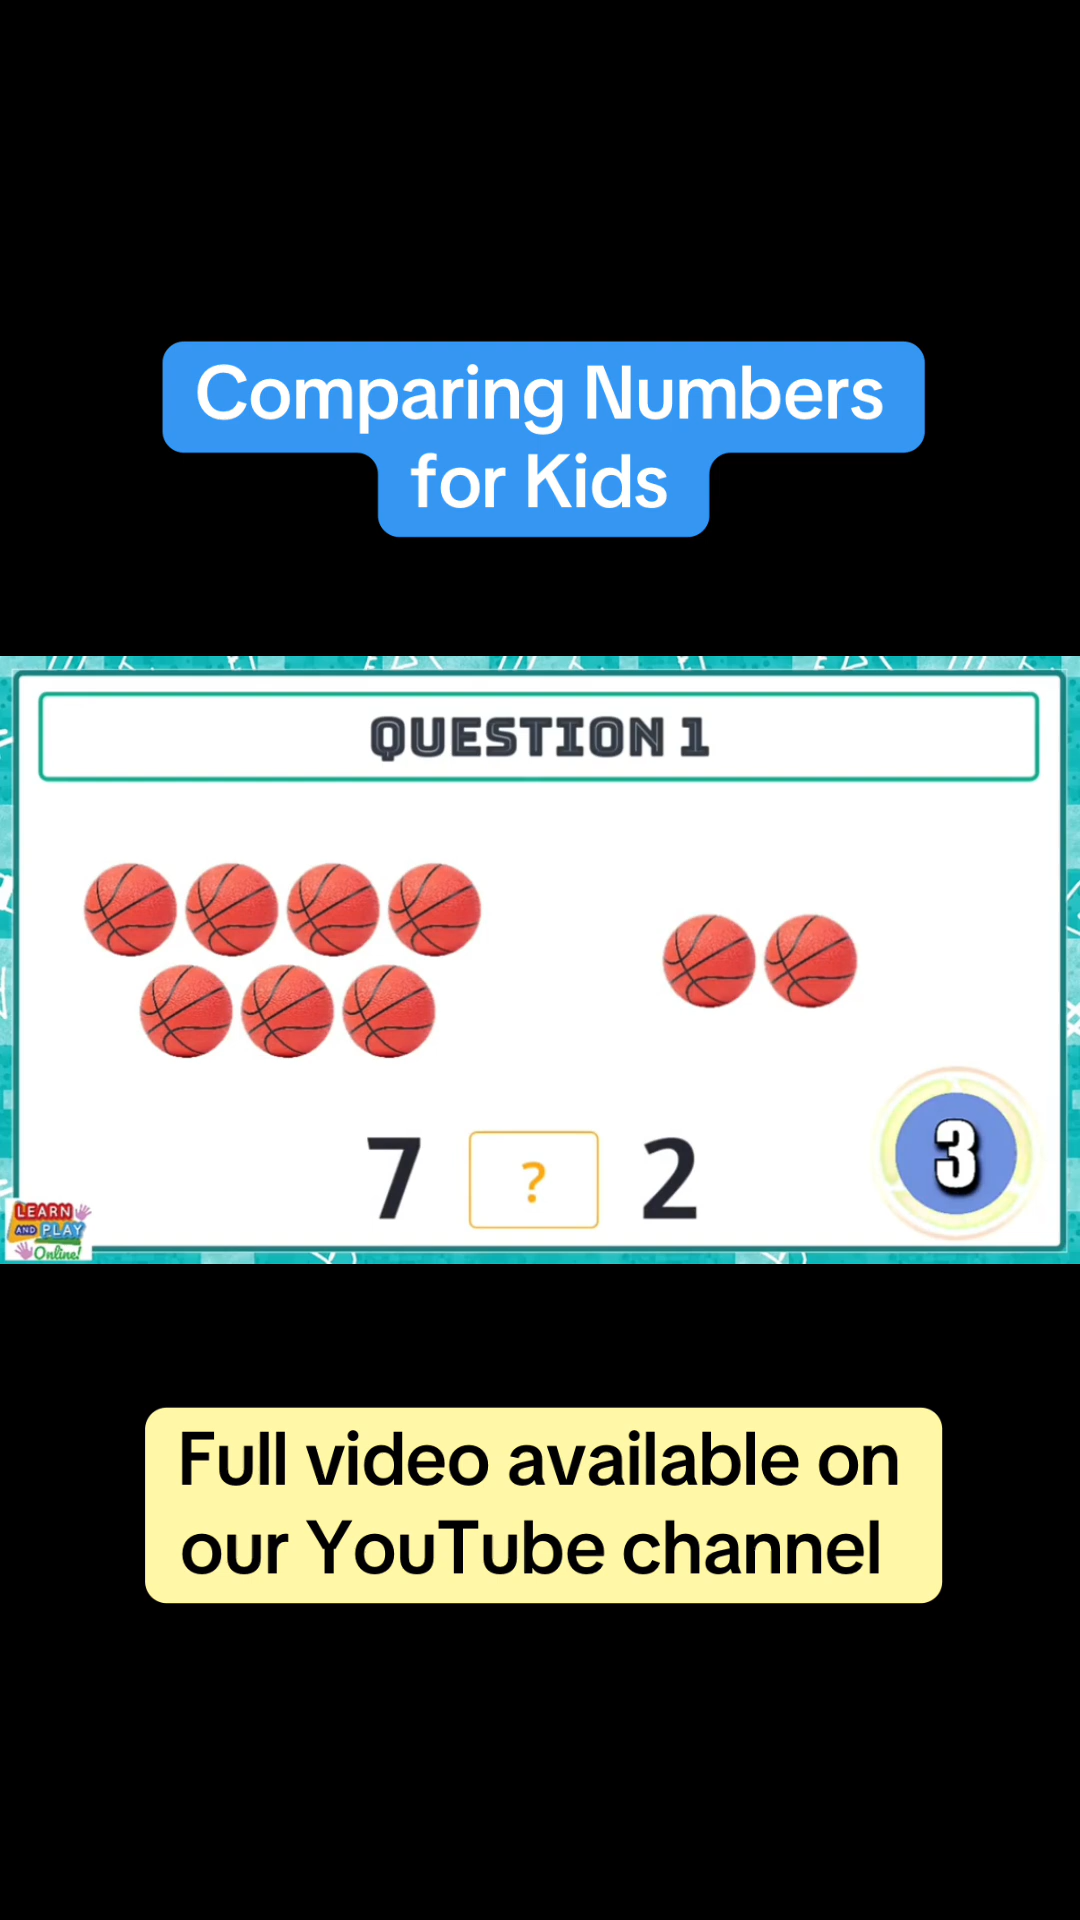 Comparing Numbers
for Kids
QUESTION 1
7 ? 2
3
LEARN
AND PLAY
Online!
Full video available on
our YouTube channel